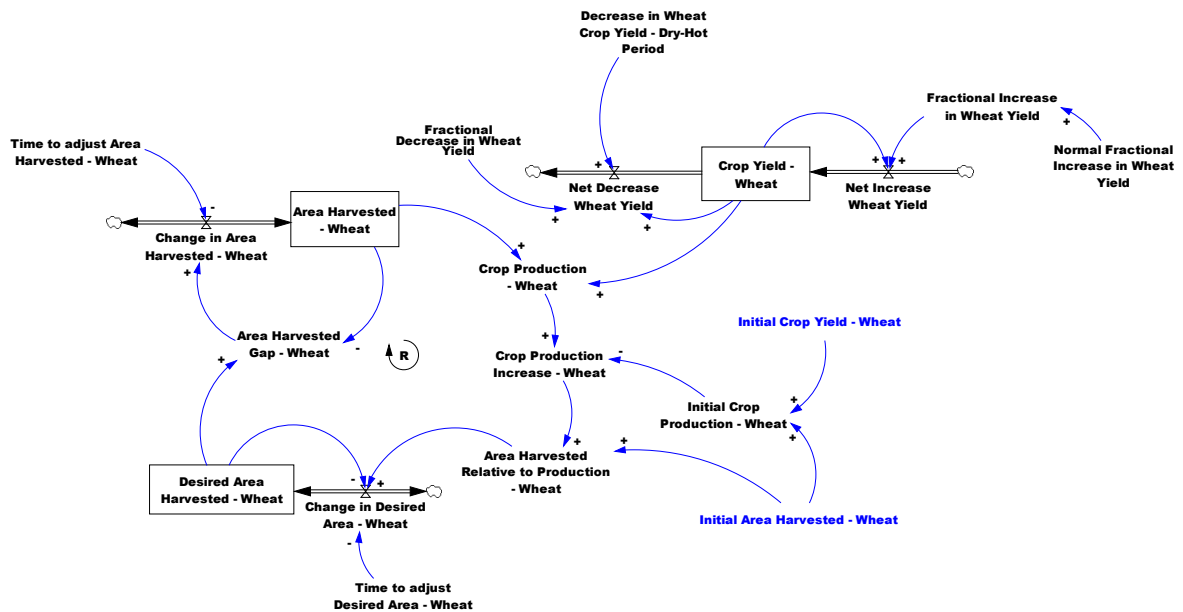 Decrease in Wheat
Crop Yield - Dry-Hot
Period
Fractional Increase
in Wheat Yield
+
Normal Fractional
Increase in Wheat
Yield
Fractional
Decrease in Wheat
Yield
Time to adjust Area
Harvested - Wheat
+
Net Decrease
Wheat Yield
+
+
Crop Yield -
Wheat
+
+
Net Increase
Wheat Yield
-
Change in Area
Harvested - Wheat
+
Area Harvested
- Wheat
+
Crop Production
- Wheat
+
Area Harvested
Gap - Wheat
+
-
R
+
Crop Production
Increase - Wheat
-
Initial Crop Yield - Wheat
Initial Crop
Production - Wheat
+
+
+
+
Area Harvested
Relative to Production
- Wheat
Desired Area
Harvested - Wheat
-
+
Change in Desired
Area - Wheat
-
Initial Area Harvested - Wheat
Time to adjust
Desired Area - Wheat